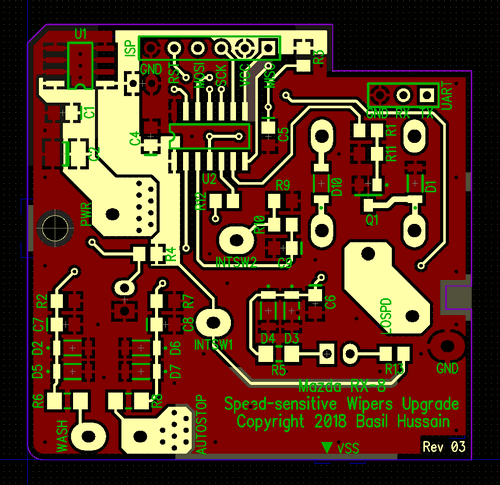 U1
ISP
GND
RST
MOSI
SCK
VCC
MISO
R3
UART
GND RX TX
C1
C2
C4
C5
U2
R1
R11
R9
D10
D1
R12
R10
Q1
PWR
INTSW2
C9
R4
R2
R7
C7
C8
INTSW1
C6
LOSPD
D2
D6
D4 D3
D5
D7
R5
R13
GND
R6
R8
WASH
AUTOSTOP
Mazda RX-8
Speed-sensitive Wipers Upgrade
Copyright 2018 Basil Hussain
VSS
Rev 03